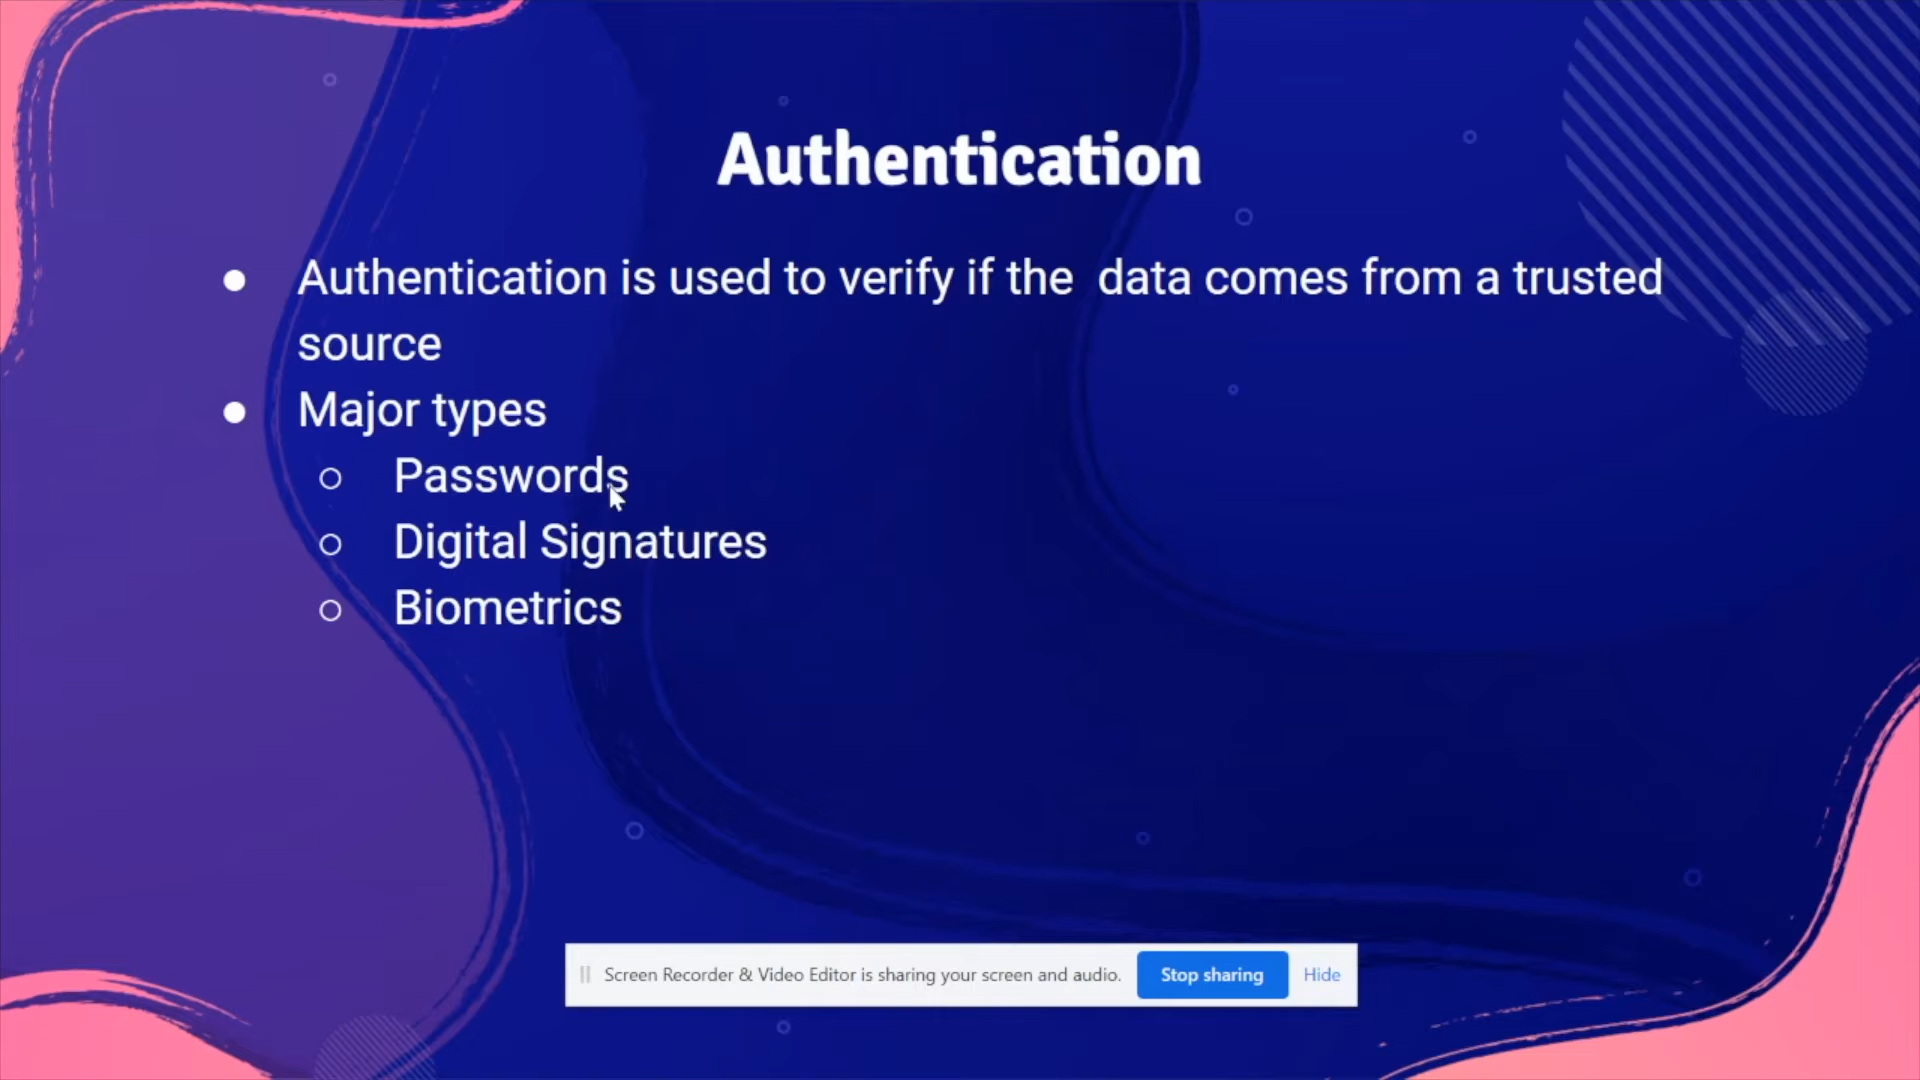 Authentication
● Authentication is used to verify if the  data comes from a trusted
source
● Major types
○ Passwords
○ Digital Signatures
○ Biometrics
Screen Recorder & Video Editor is sharing your screen and audio. Stop sharing Hide